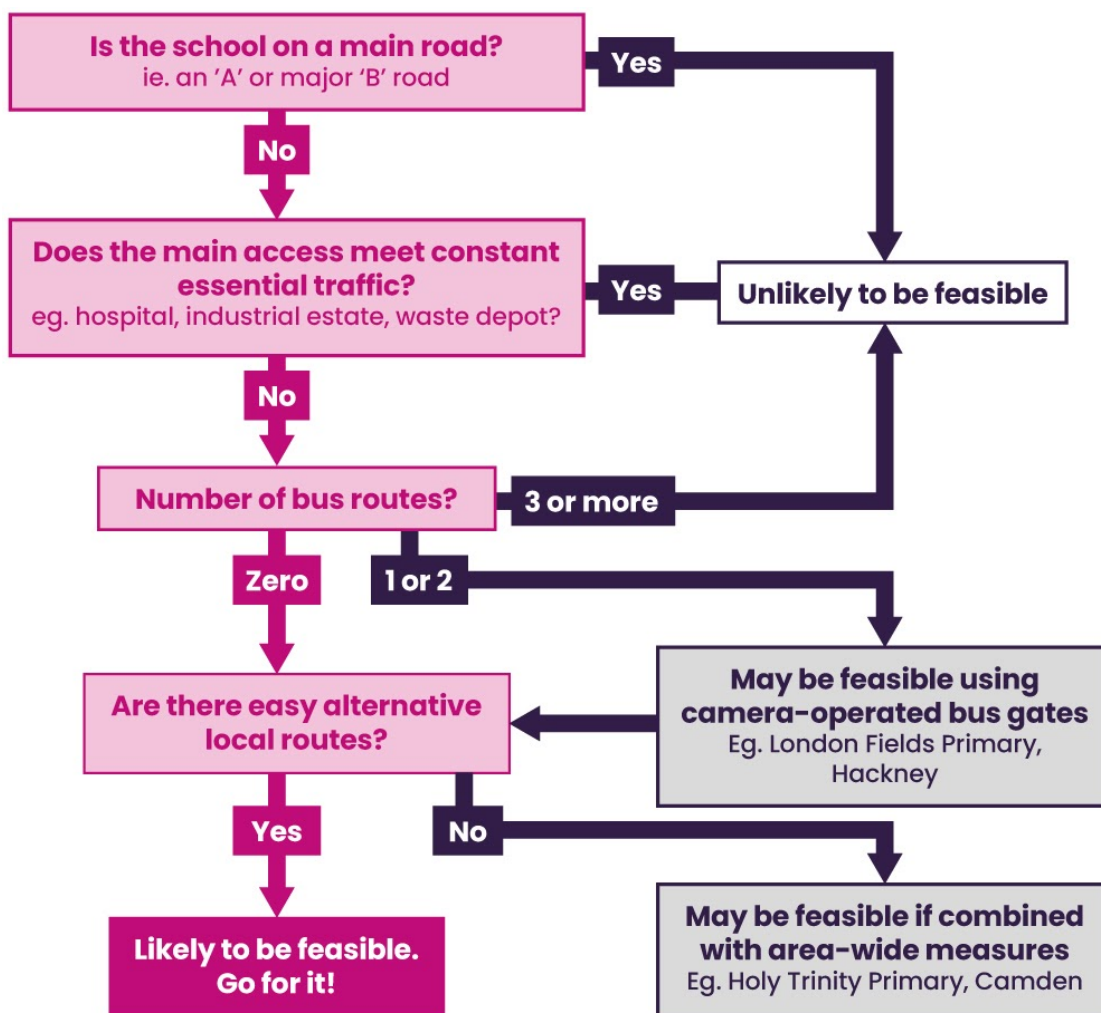 Is the school on a main road?
ie. an 'A' or major ‘B’ road
Yes
No
Does the main access meet constant
essential traffic?
eg. hospital, industrial estate, waste depot?
Yes
Unlikely to be feasible
No
Number of bus routes?
3 or more
Zero
1 or 2
May be feasible using
camera-operated bus gates
Eg. London Fields Primary,
Hackney
Are there easy alternative
local routes?
Yes
No
Likely to be feasible.
Go for it!
May be feasible if combined
with area-wide measures
Eg. Holy Trinity Primary, Camden